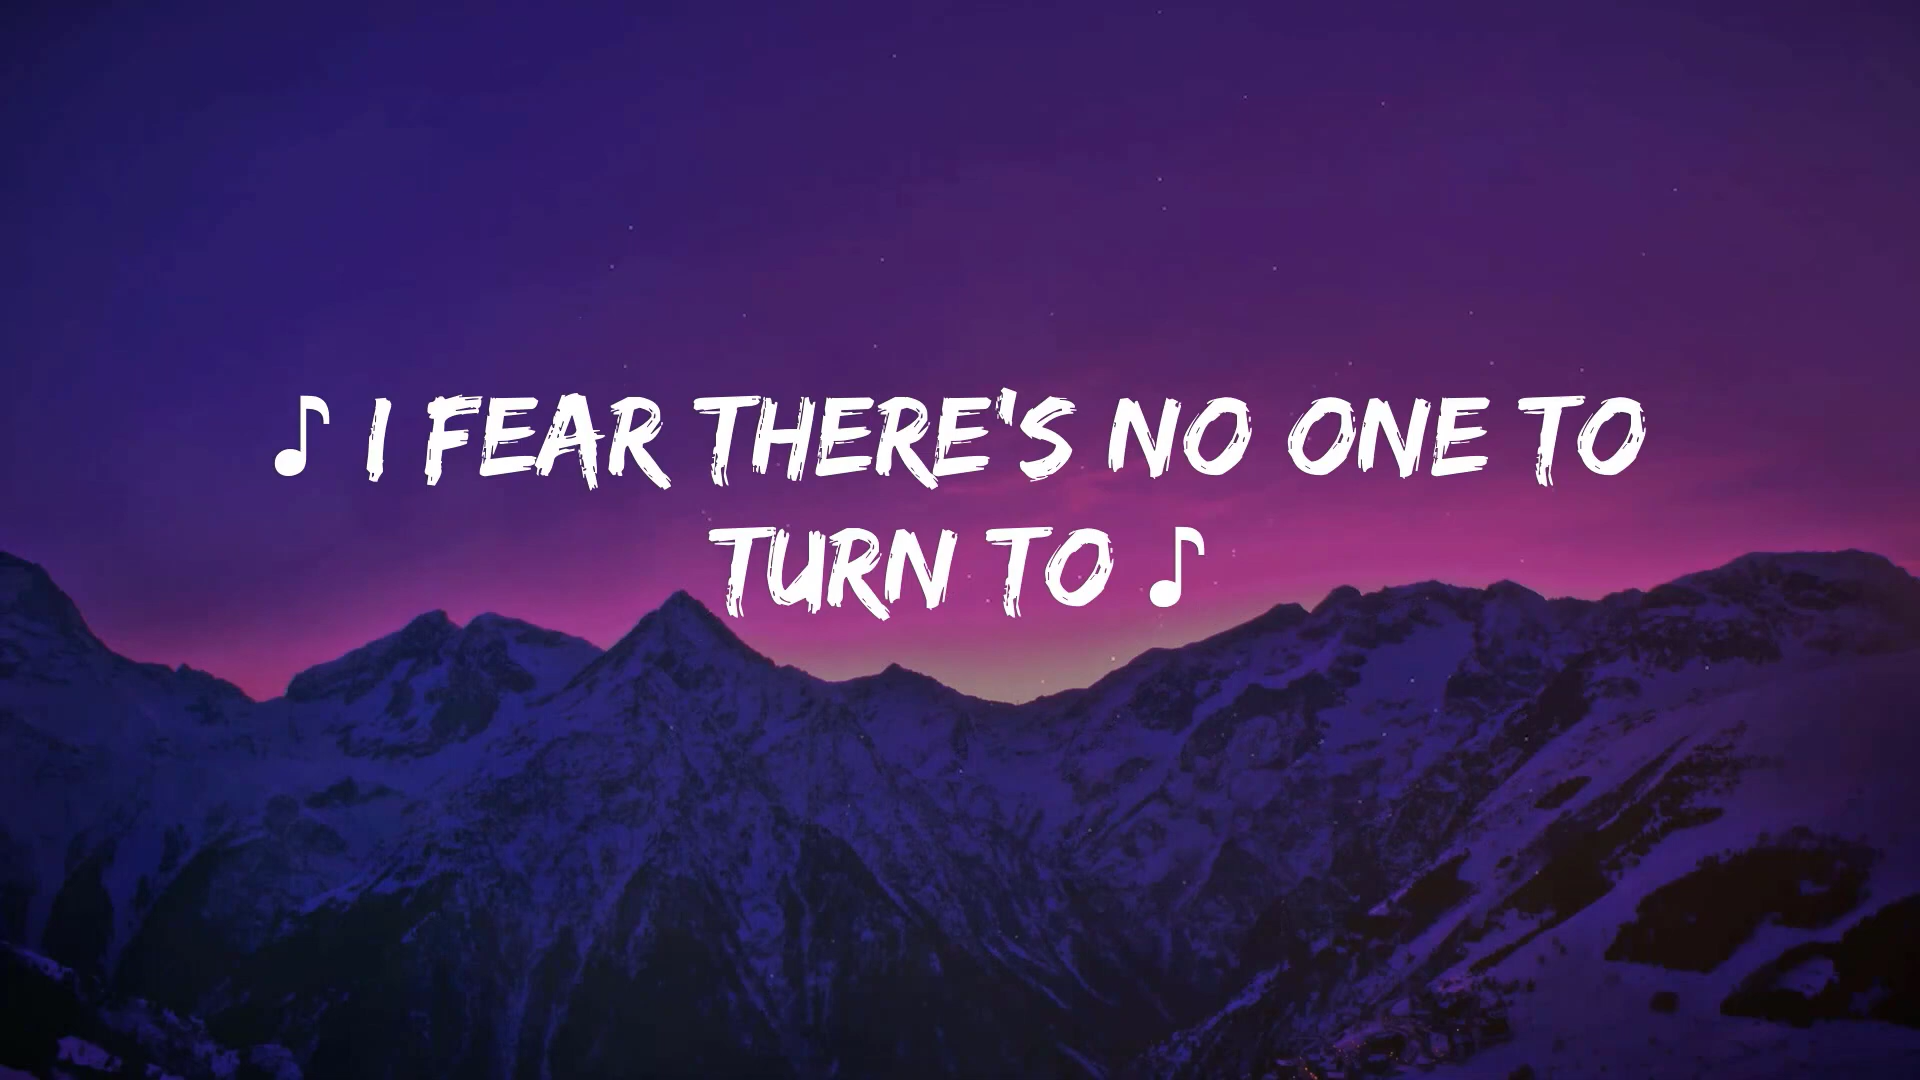 ♪ I FEAR THERE'S NO ONE TO
TURN TO ♪